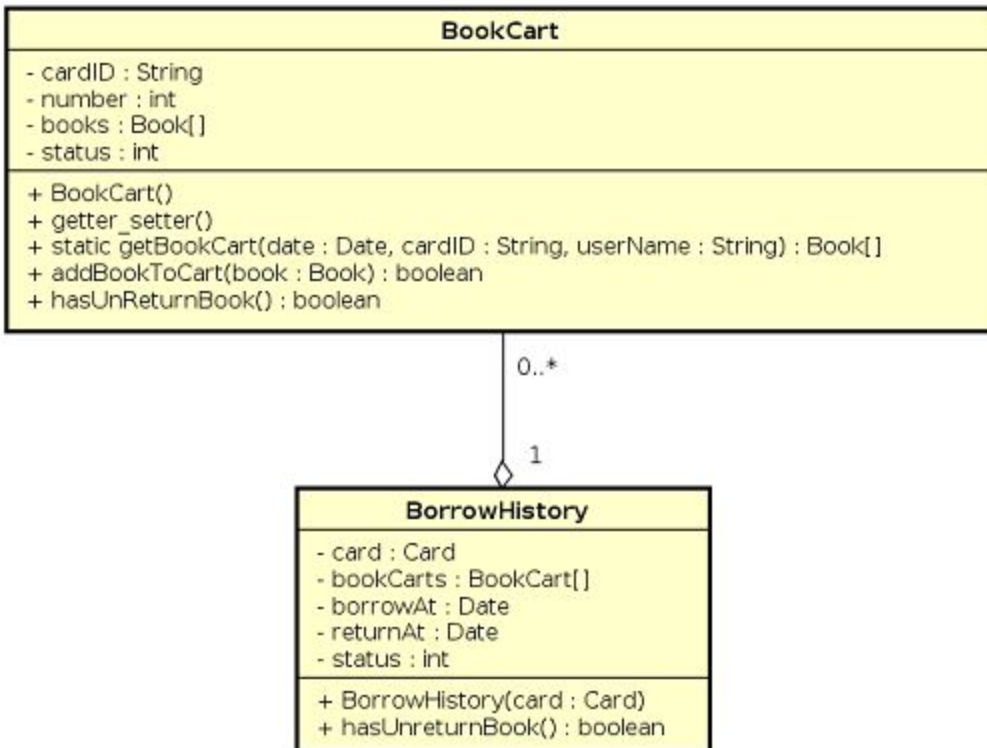 BookCart
- cardID : String
- number : int
- books : Book[]
- status : int
+ BookCart()
+ getter_setter()
+ static getBookCart(date : Date, cardID : String, userName : String) : Book[]
+ addBookToCart(book : Book) : boolean
+ hasUnReturnBook() : boolean
0..*
1
BorrowHistory
- card : Card
- bookCarts : BookCart[]
- borrowAt : Date
- returnAt : Date
- status : int
+ BorrowHistory(card : Card)
+ hasUnreturnBook() : boolean